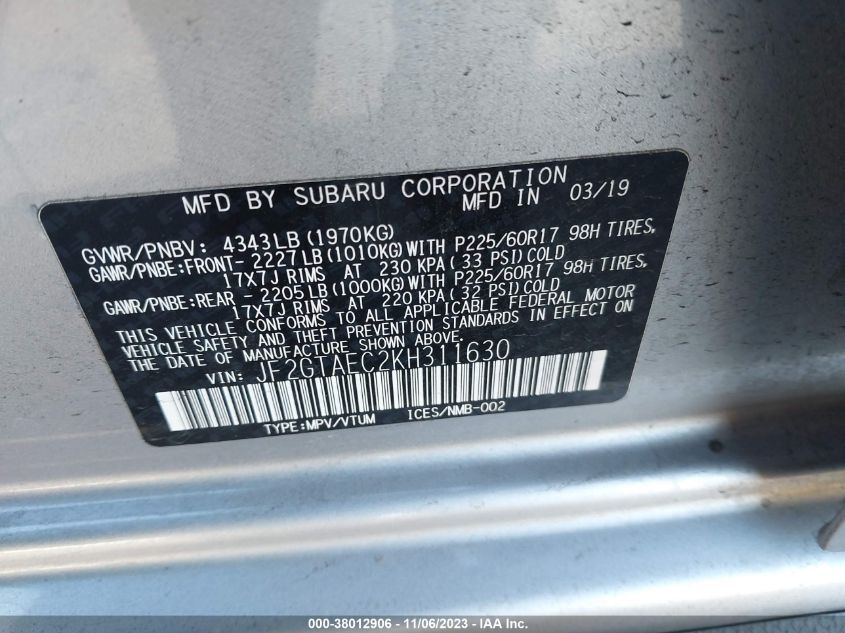 MFD BY SUBARU CORPORATION
MFD IN 03/19
GVWR/PNBV: 4343LB(1970KG)
GAWR/PNBE:FRONT-2227LB(1010KG)WITH P225/60R17 98H TIRES,
17X7J RIMS AT 230 KPA(33 PSI)COLD
GAWR/PNBE:REAR -2205LB(1000KG)WITH P225/60R17 98H TIRES,
17X7J RIMS AT 220 KPA(32 PSI)COLD
THIS VEHICLE CONFORMS TO ALL APPLICABLE FEDERAL MOTOR
VEHICLE SAFETY AND THEFT PREVENTION STANDARDS IN EFFECT ON
THE DATE OF MANUFACTURE SHOWN ABOVE.
VIN: JF2GTAEC2KH311630
TYPE:MPV/VTUM ICES/NMB-002
000-38012906 - 11/06/2023 - IAA Inc.